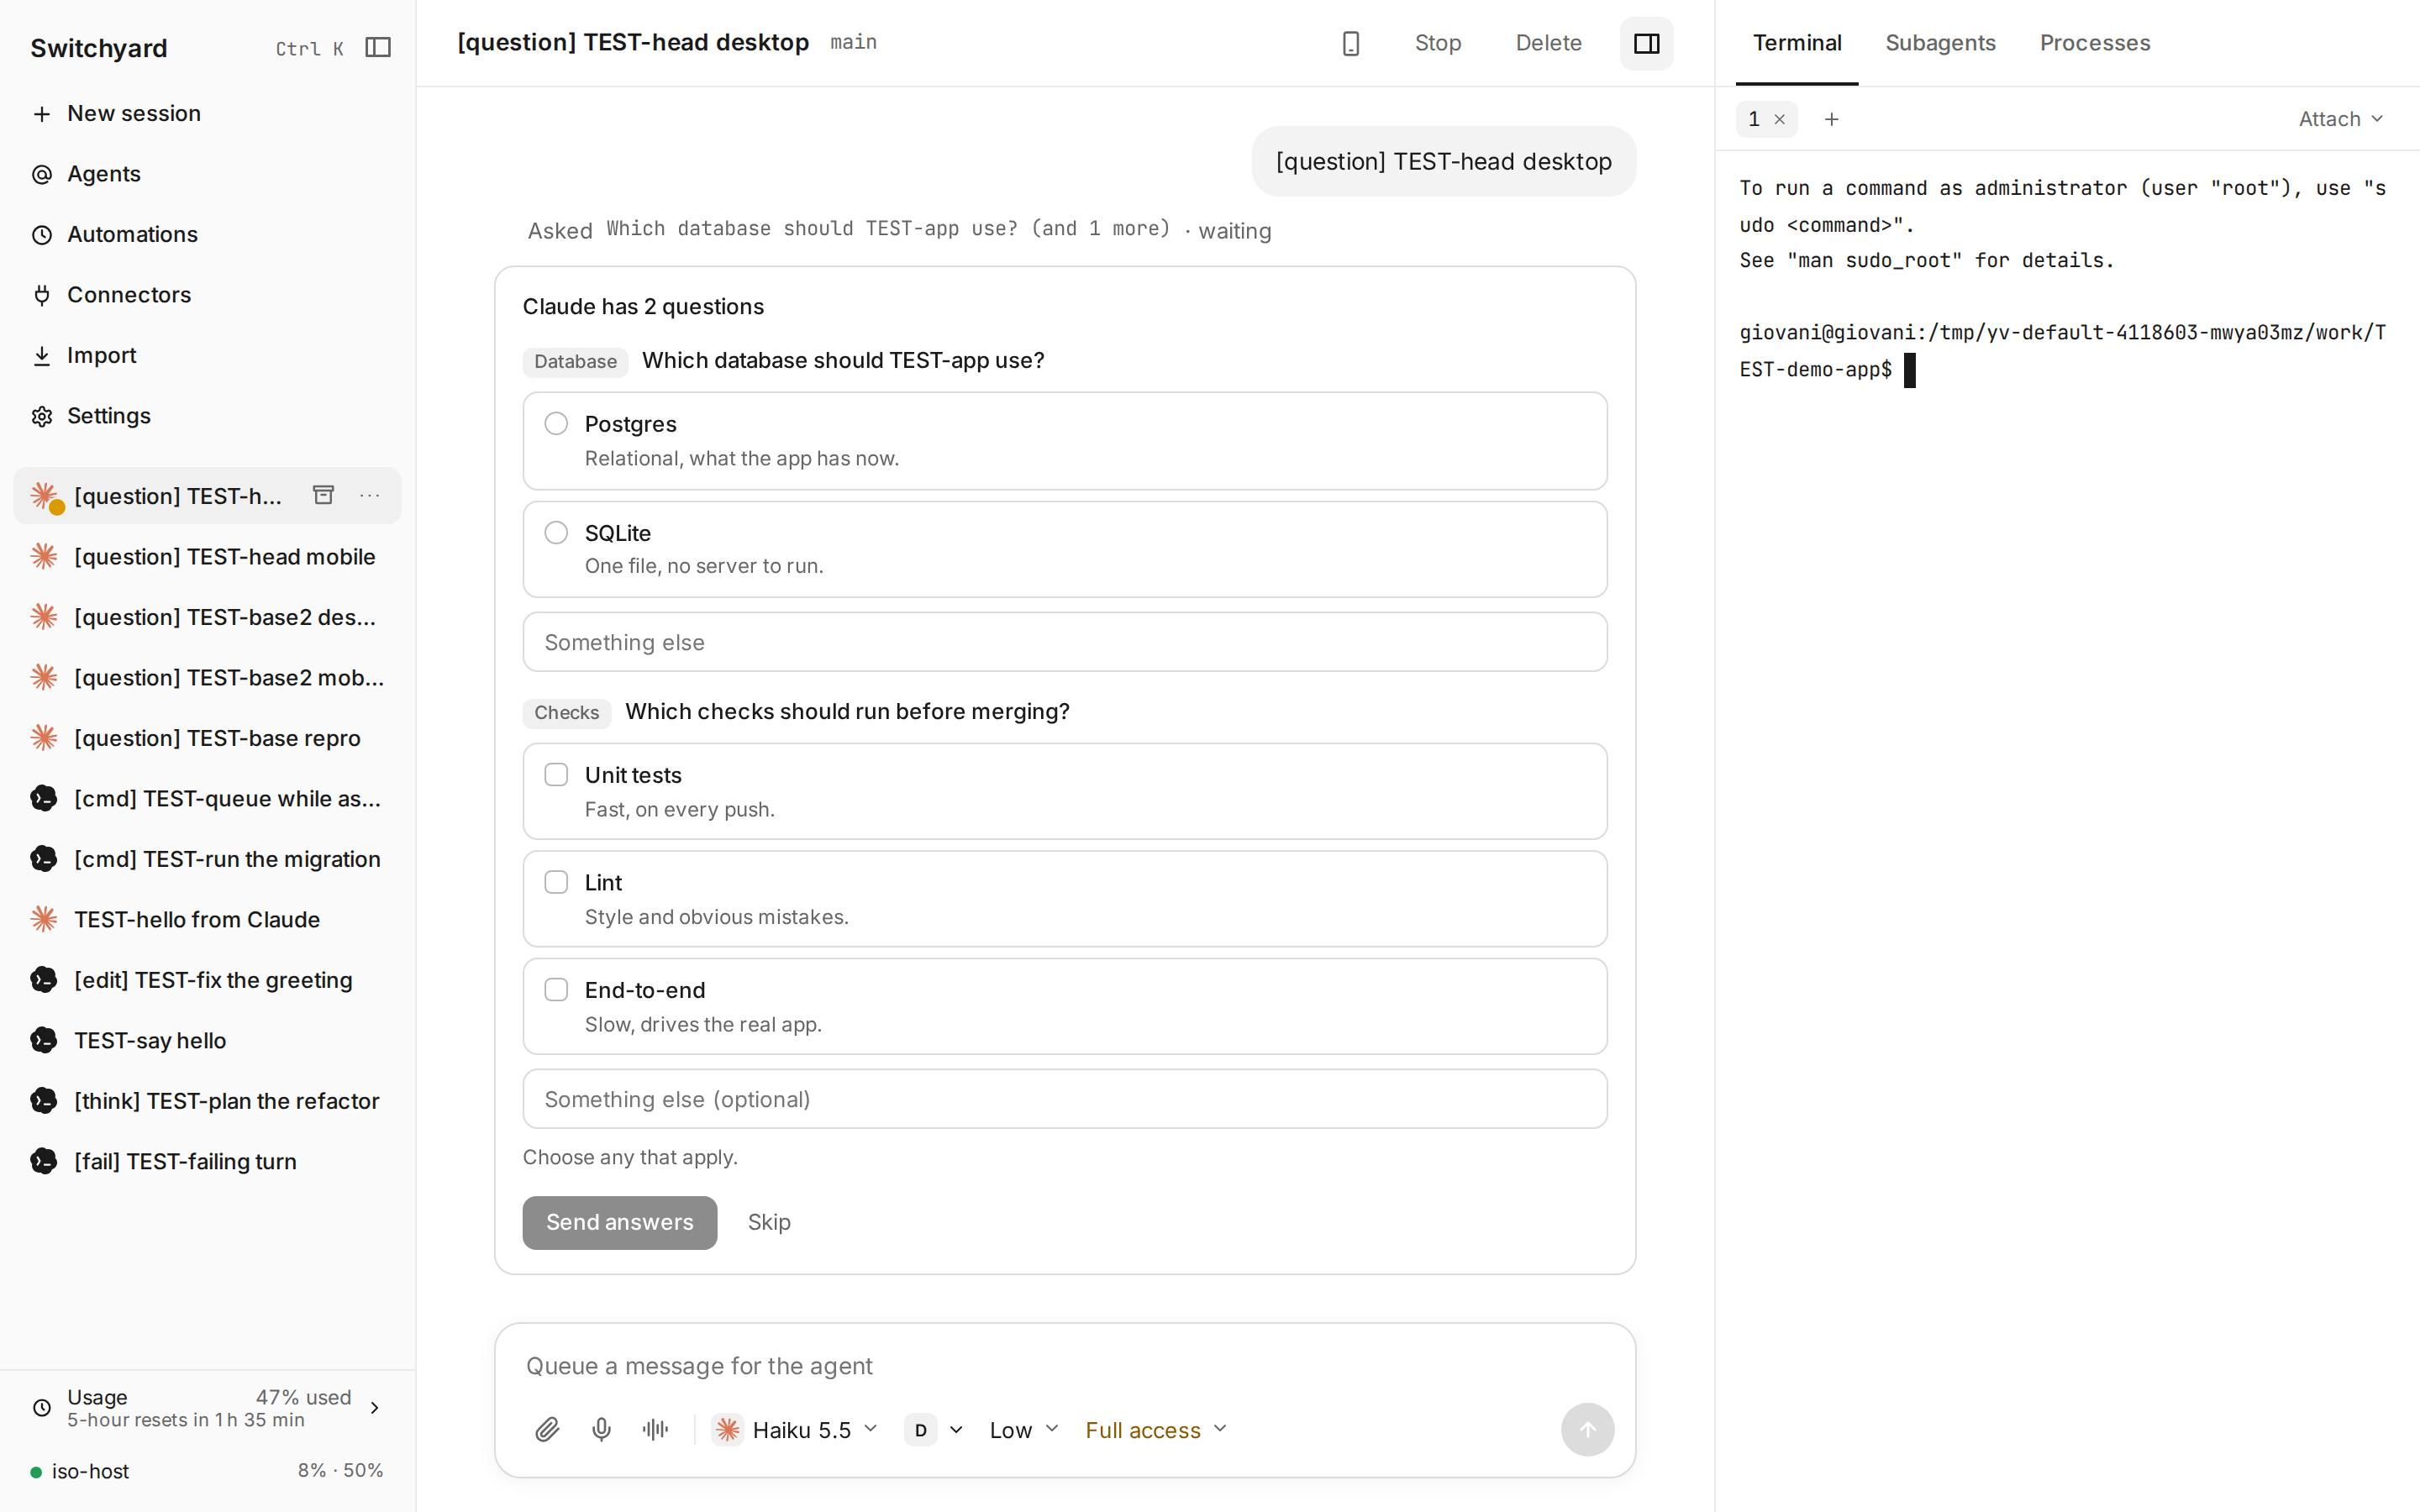 Switchyard
Ctrl K
New session
Agents
Automations
Connectors
Import
Settings
[question] TEST-h...
[question] TEST-head mobile
[question] TEST-base2 des...
[question] TEST-base2 mob...
[question] TEST-base repro
[cmd] TEST-queue while as...
[cmd] TEST-run the migration
TEST-hello from Claude
[edit] TEST-fix the greeting
TEST-say hello
[think] TEST-plan the refactor
[fail] TEST-failing turn
Usage 47% used
5-hour resets in 1 h 35 min
iso-host 8% · 50%
[question] TEST-head desktop main
Stop
Delete
[question] TEST-head desktop
Asked Which database should TEST-app use? (and 1 more) · waiting
Claude has 2 questions
Database Which database should TEST-app use?
Postgres
Relational, what the app has now.
SQLite
One file, no server to run.
Something else
Checks Which checks should run before merging?
Unit tests
Fast, on every push.
Lint
Style and obvious mistakes.
End-to-end
Slow, drives the real app.
Something else (optional)
Choose any that apply.
Send answers Skip
Queue a message for the agent
Haiku 5.5 D Low Full access
Terminal Subagents Processes
1 × + Attach
To run a command as administrator (user "root"), use "s
udo <command>".
See "man sudo_root" for details.
giovani@giovani:/tmp/yv-default-4118603-mwya03mz/work/T
EST-demo-app$